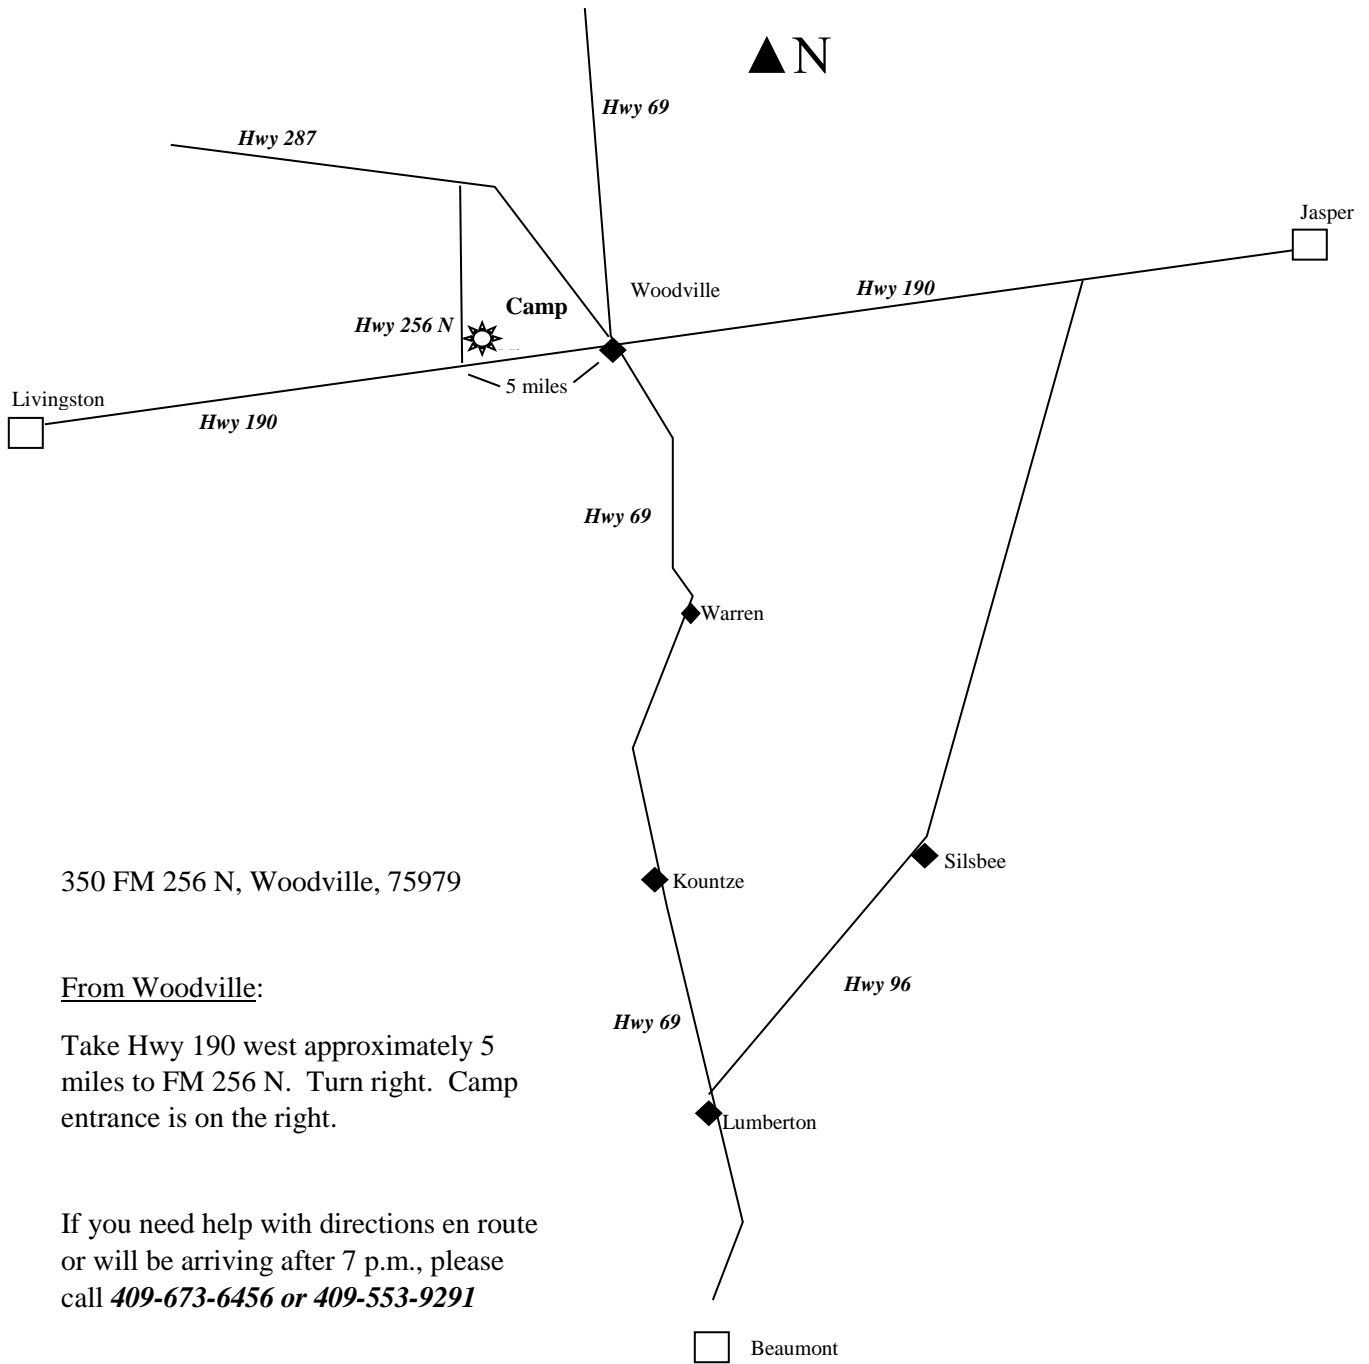 N
Hwy 69
Hwy 287
Jasper
Woodville
Hwy 190
Camp
Hwy 256 N
5 miles
Livingston
Hwy 190
Hwy 69
Warren
Silsbee
350 FM 256 N, Woodville, 75979
Kountze
From Woodville:
Hwy 96
Hwy 69
Take Hwy 190 west approximately 5
miles to FM 256 N.  Turn right.  Camp
entrance is on the right.
Lumberton
If you need help with directions en route
or will be arriving after 7 p.m., please
call 409-673-6456 or 409-553-9291
Beaumont